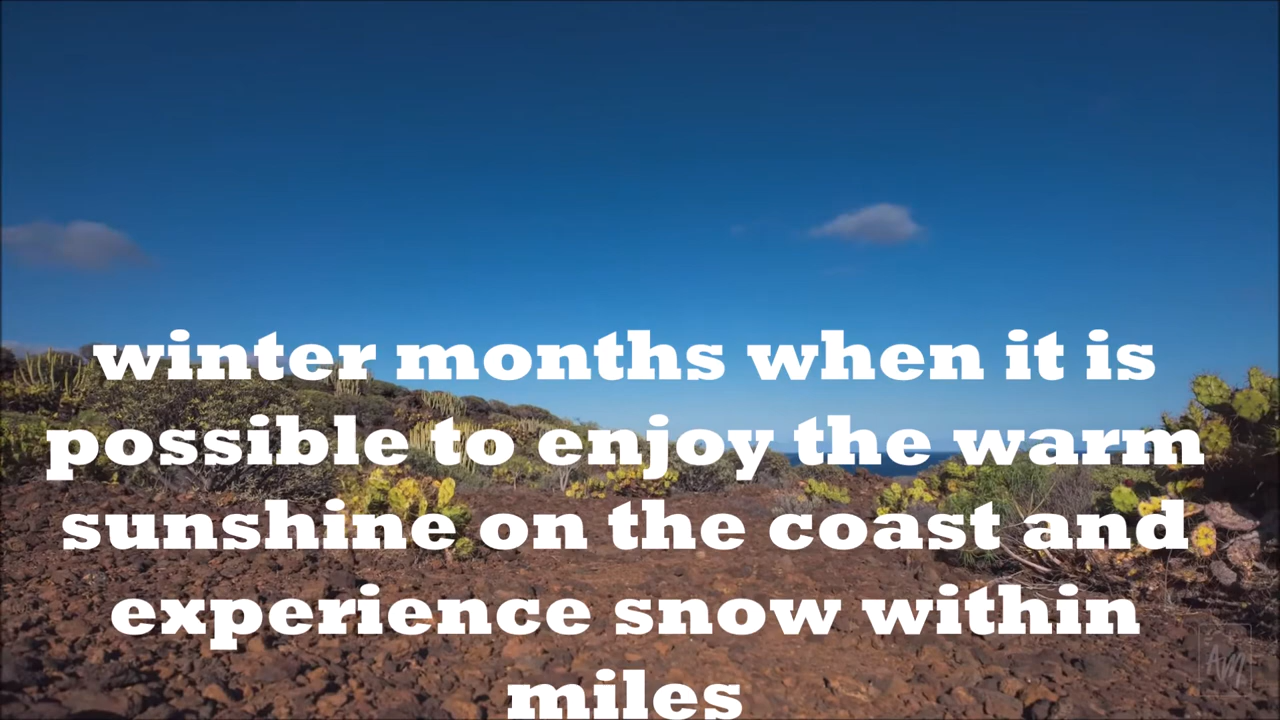 winter months when it is
possible to enjoy the warm
sunshine on the coast and
experience snow within
miles
AM